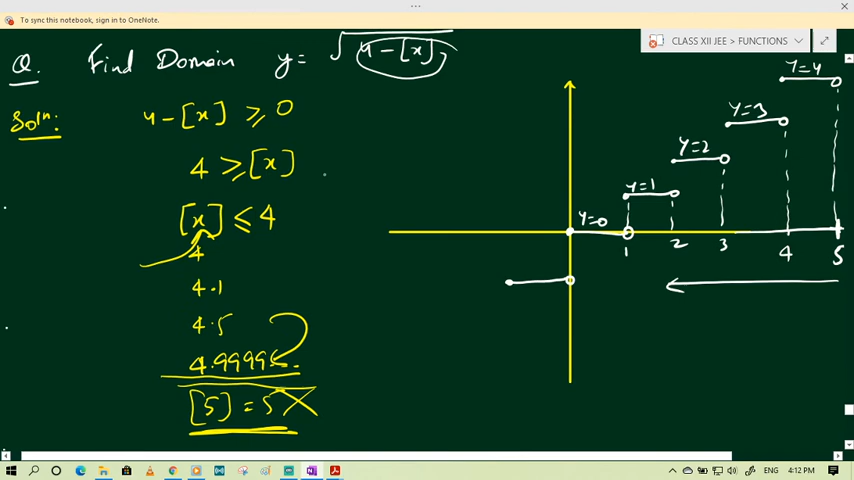 To sync this notebook, sign in to OneNote.
CLASS XII JEE > FUNCTIONS
Q. Find Domain y = √4-[x]
Soln:
4-[x] ≥ 0
4 ≥ [x]
[x] ≤ 4
4
4.1
4.5
4.9999
[5] = 5
y=4
y=3
y=2
y=1
y=0
1 2 3 4 5
ENG 4:12 PM